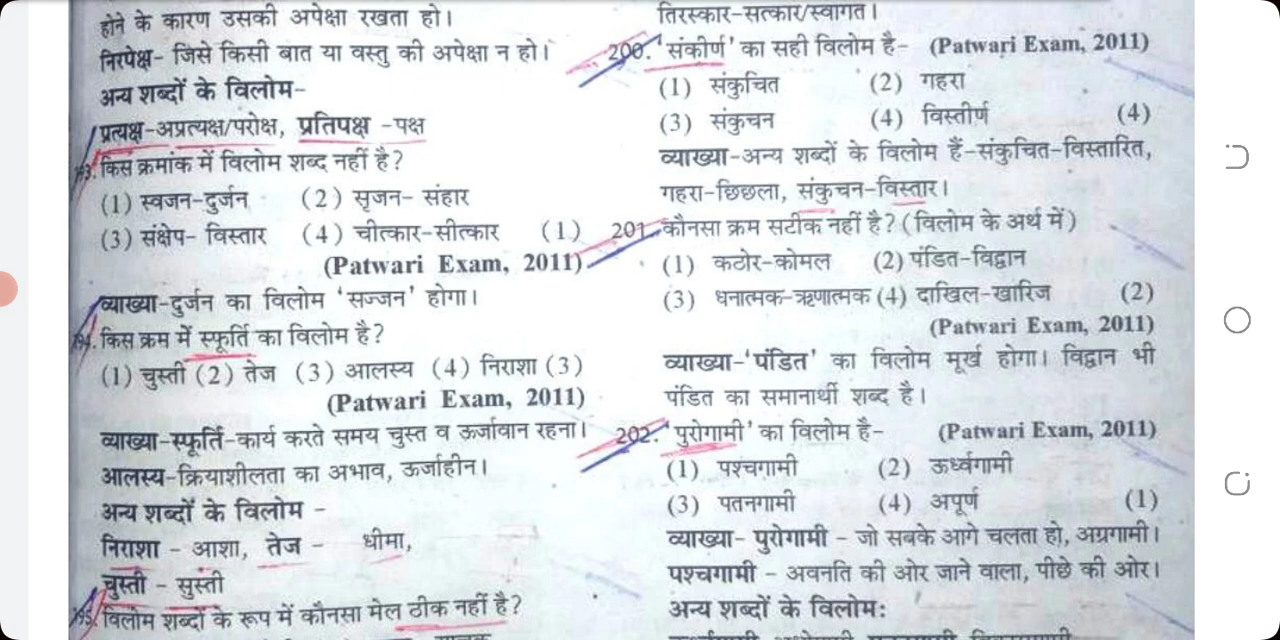 होने के कारण उसकी अपेक्षा रखता हो।
निरपेक्ष- जिसे किसी बात या वस्तु की अपेक्षा न हो।
अन्य शब्दों के विलोम-
प्रत्यक्ष-अप्रत्यक्ष/परोक्ष, प्रतिपक्ष -पक्ष
193. किस क्रमांक में विलोम शब्द नहीं है?
(1) स्वजन-दुर्जन (2) सृजन- संहार
(3) संक्षेप- विस्तार (4) चीत्कार-सीत्कार (1)
(Patwari Exam, 2011)
व्याख्या-दुर्जन का विलोम 'सज्जन' होगा।
194. किस क्रम में स्फूर्ति का विलोम है?
(1) चुस्ती (2) तेज (3) आलस्य (4) निराशा (3)
(Patwari Exam, 2011)
व्याख्या-स्फूर्ति-कार्य करते समय चुस्त व ऊर्जावान रहना।
आलस्य-क्रियाशीलता का अभाव, ऊर्जाहीन।
अन्य शब्दों के विलोम -
निराशा - आशा, तेज - धीमा,
चुस्ती - सुस्ती
195. विलोम शब्दों के रूप में कौनसा मेल ठीक नहीं है?
तिरस्कार-सत्कार/स्वागत।
200. 'संकीर्ण' का सही विलोम है- (Patwari Exam, 2011)
(1) संकुचित (2) गहरा
(3) संकुचन (4) विस्तीर्ण (4)
व्याख्या-अन्य शब्दों के विलोम हैं-संकुचित-विस्तारित,
गहरा-छिछला, संकुचन-विस्तार।
201. कौनसा क्रम सटीक नहीं है? (विलोम के अर्थ में)
(1) कठोर-कोमल (2) पंडित-विद्वान
(3) धनात्मक-ऋणात्मक (4) दाखिल-खारिज (2)
(Patwari Exam, 2011)
व्याख्या-'पंडित' का विलोम मूर्ख होगा। विद्वान भी
पंडित का समानार्थी शब्द है।
202. 'पुरोगामी' का विलोम है- (Patwari Exam, 2011)
(1) पश्चगामी (2) ऊर्ध्वगामी
(3) पतनगामी (4) अपूर्ण (1)
व्याख्या- पुरोगामी - जो सबके आगे चलता हो, अग्रगामी।
पश्चगामी - अवनति की ओर जाने वाला, पीछे की ओर।
अन्य शब्दों के विलोम: